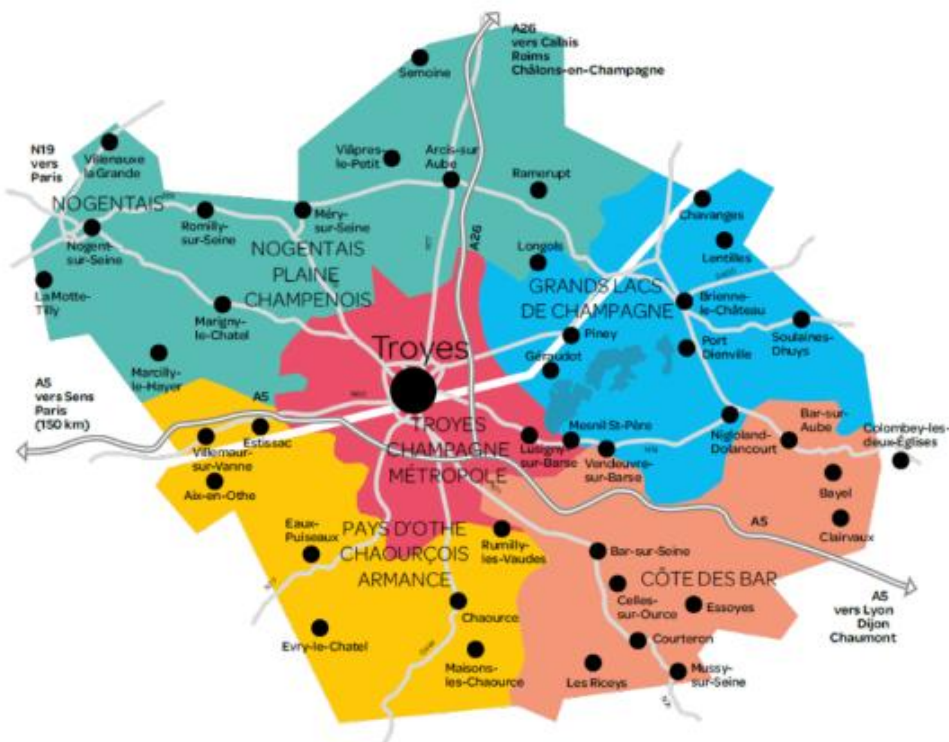 A26
vers Calais
Reims
Châlons-en-Champagne
Semoine
N19
vers
Paris
Villenauxe
la Grande
Viâpres-
le-Petit
Arcis-sur
Aube
Ramerupt
NOGENTAIS
Romilly-
sur-Seine
Méry-
sur-Seine
Chavanges
Nogent-
sur-Seine
NOGENTAIS
PLAINE
CHAMPENOIS
A26
Longols
Lentilles
La Motte-
Tilly
GRANDS LACS
DE CHAMPAGNE
Brienne-
le-Château
Marigny-
le-Chatel
Piney
Soulaines-
Dhuys
Troyes
Géraudot
Port
Dienville
Marcilly-
le-Hayer
A5
vers Sens
Paris
(150 km)
A5
Estissac
Villemaur-
sur-Vanne
TROYES
CHAMPAGNE
MÉTROPOLE
Lusigny-
sur-Barse
Mesnil St-Père
Vendeuvre-
sur-Barse
Nigloland-
Dolancourt
Bar-sur-
Aube
Colombey-les-
deux-Églises
Aix-en-Othe
Bayel
Eaux-
Puiseaux
PAYS D'OTHE
CHAOURÇOIS
ARMANCE
Rumilly-
les-Vaudes
A5
Clairvaux
Bar-sur-Seine
CÔTE DES BAR
Celles-
sur-Ource
Essoyes
A5
vers Lyon
Dijon
Chaumont
Chaource
Evry-le-Chatel
Courteron
Maisons-
les-Chaource
Les Riceys
Mussy-
sur-Seine